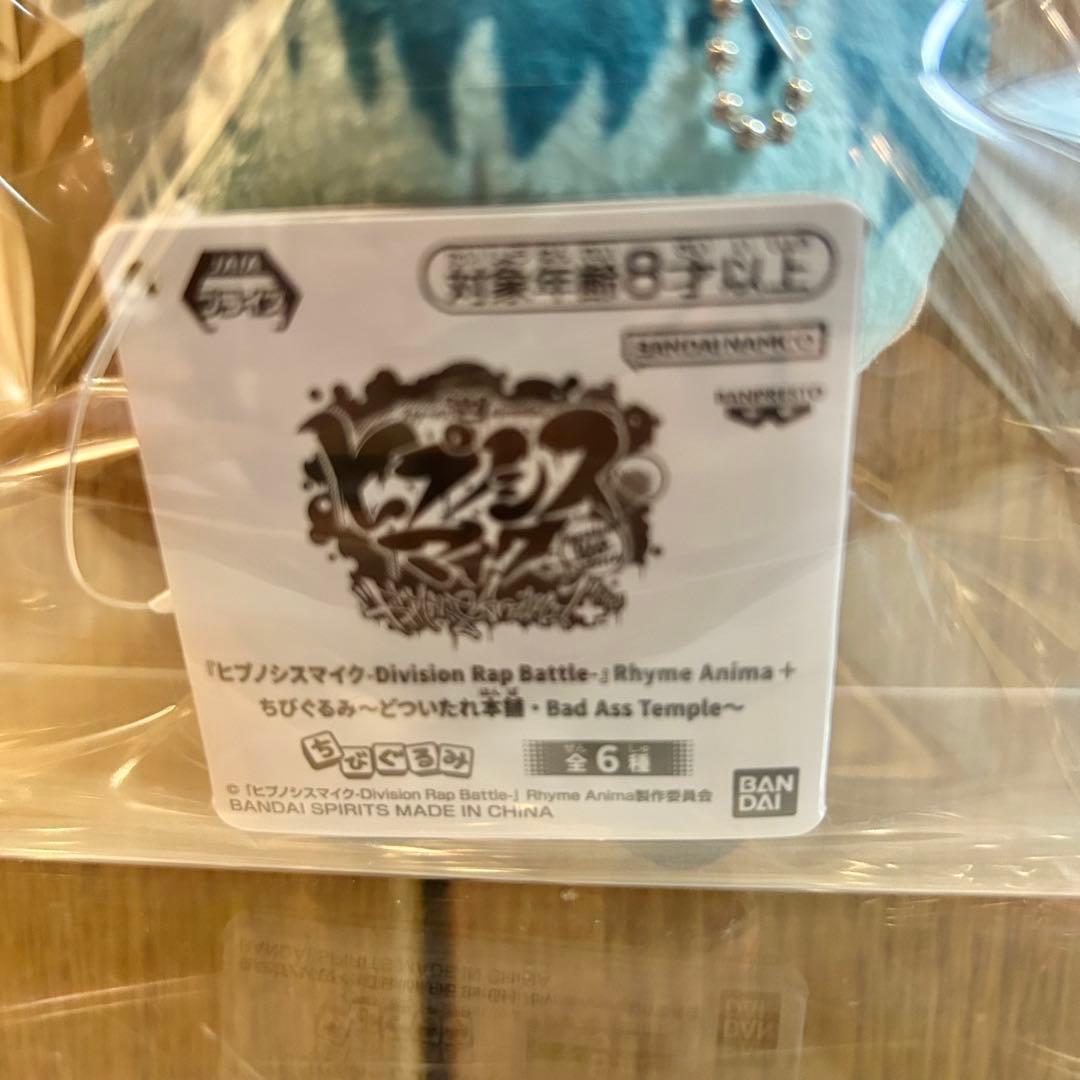 JAIA
プライズ
対象年齢8才以上
BANDAI NAMCO
BANPRESTO
ヒプノシス
マイク
『ヒプノシスマイク-Division Rap Battle-』Rhyme Anima＋
ちびぐるみ～どついたれ本舗・Bad Ass Temple～
ちびぐるみ
全6種
BAN
DAI
©『ヒプノシスマイク-Division Rap Battle-』Rhyme Anima製作委員会
BANDAI SPIRITS MADE IN CHINA